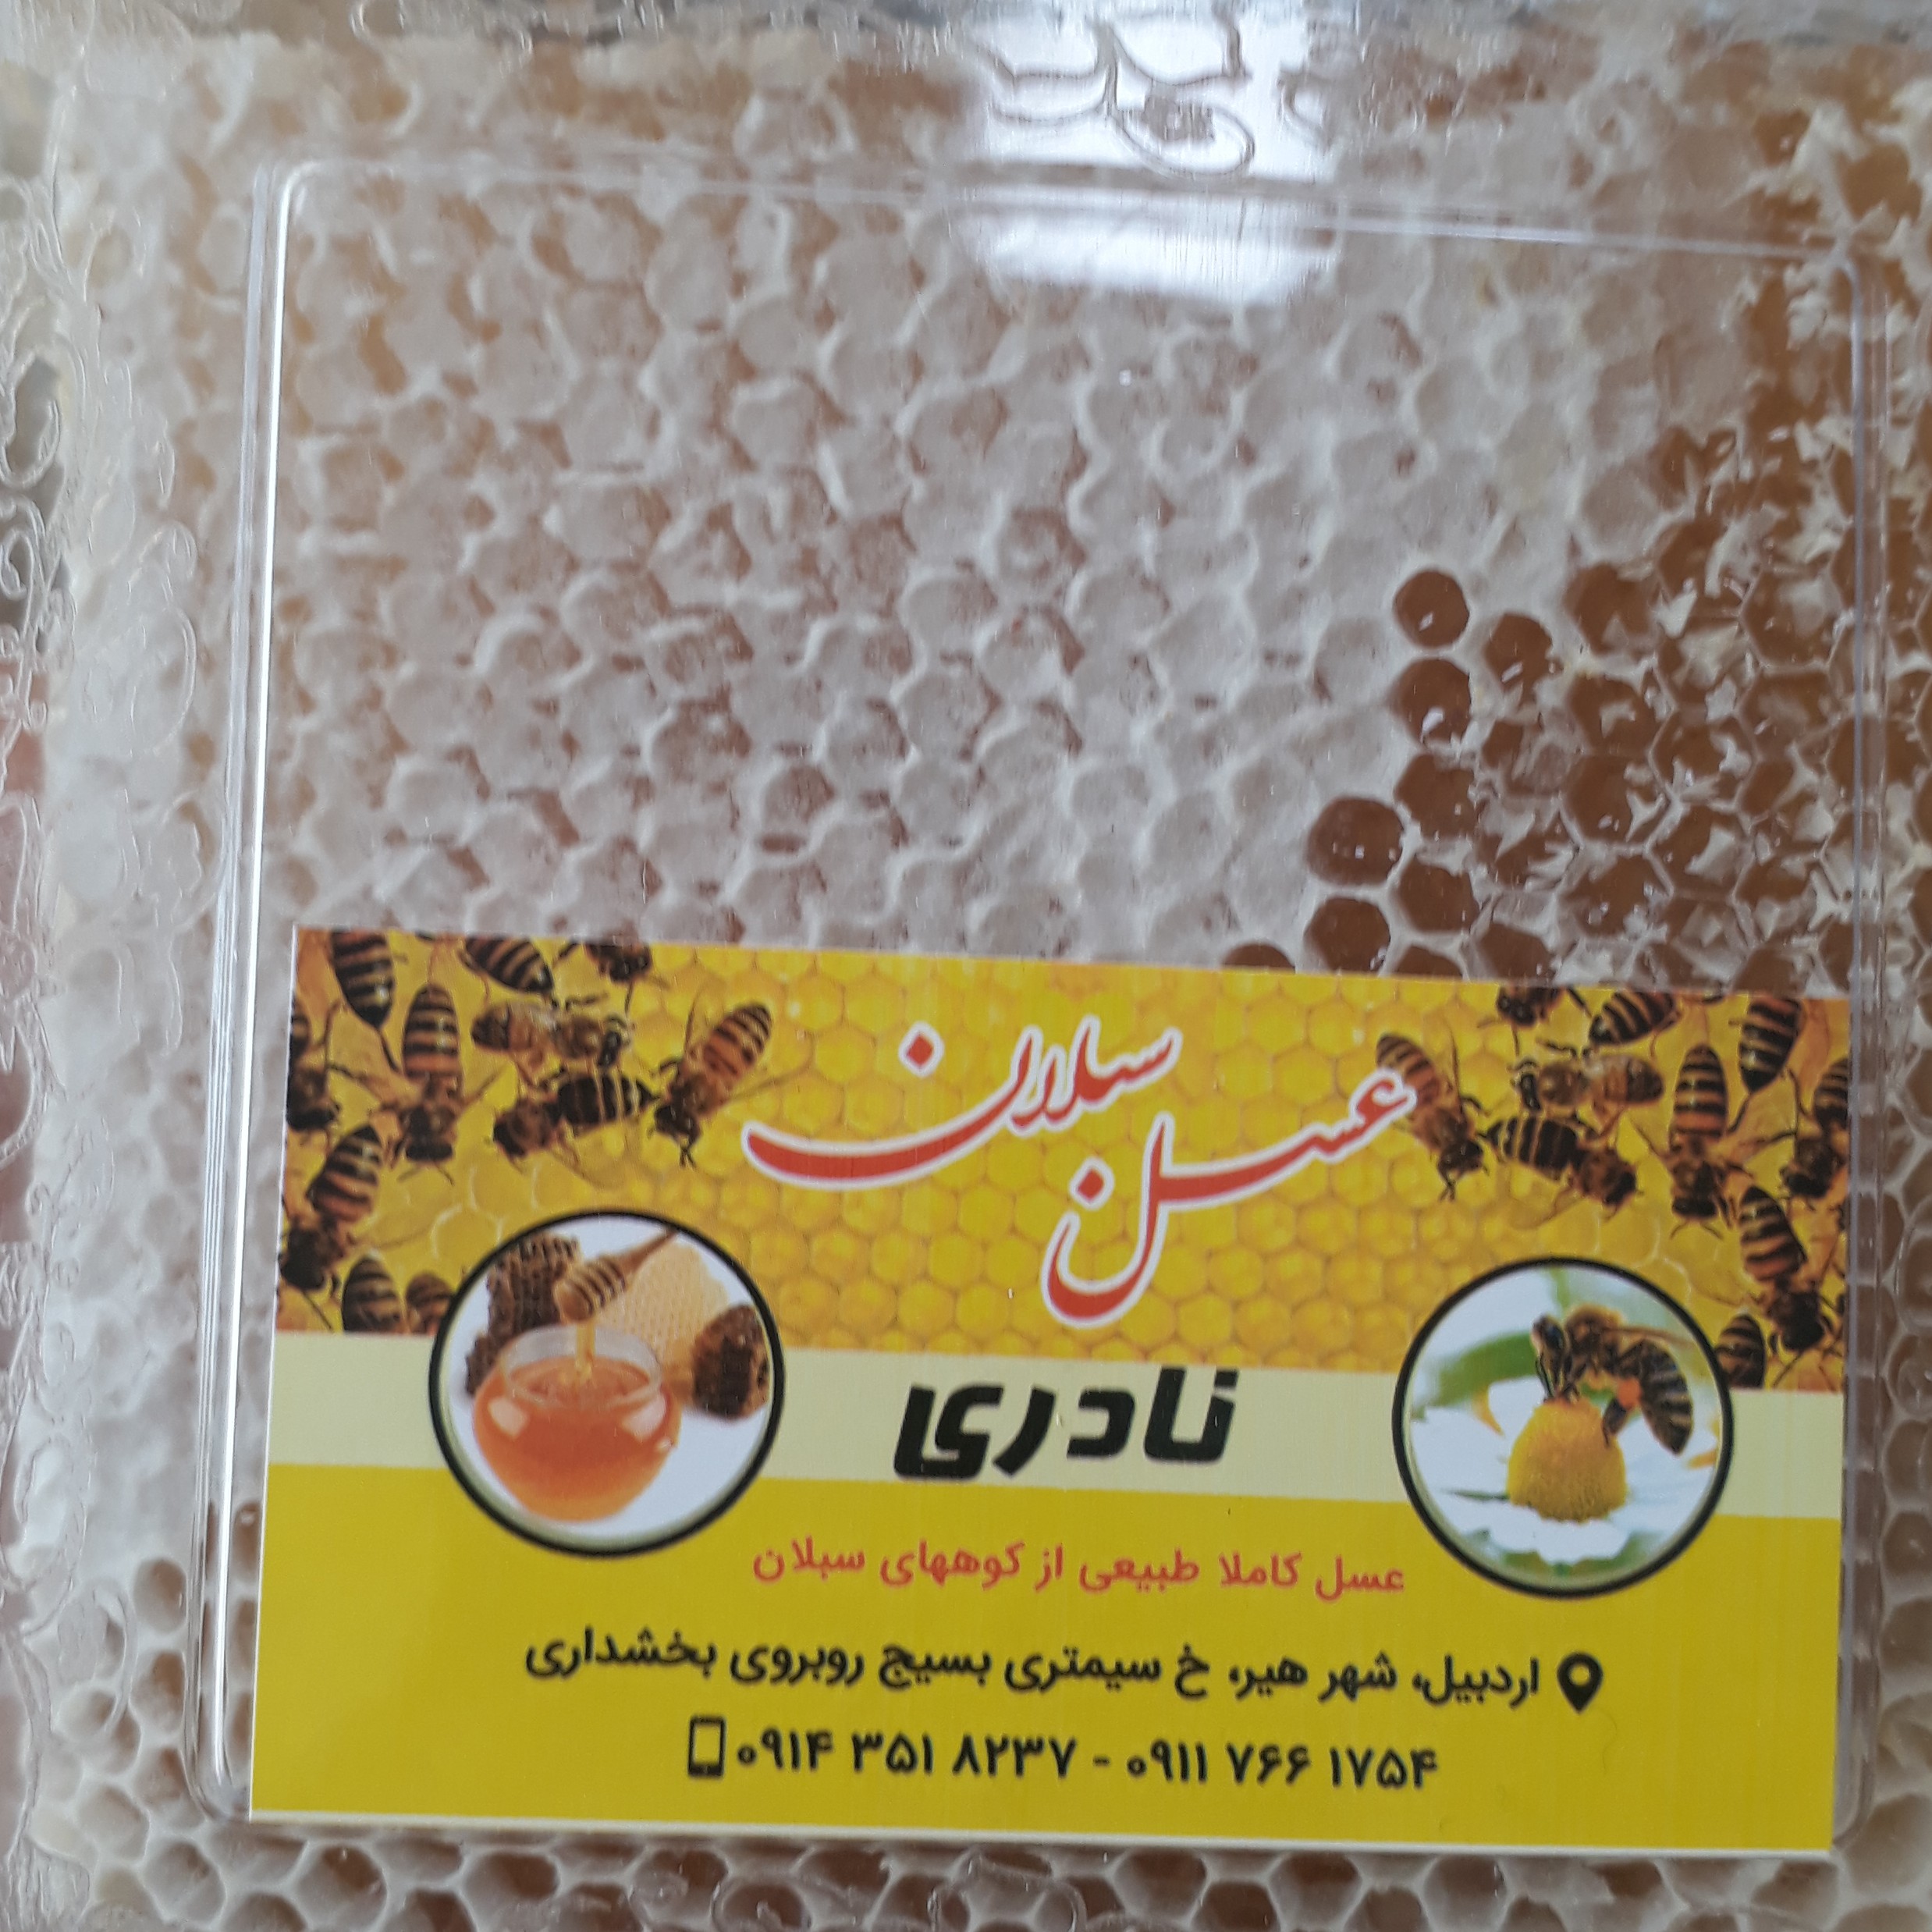 عسل سبلان
نادری
عسل کاملا طبیعی از کوههای سبلان
اردبیل، شهر هیر، خ سیمتری بسیج روبروی بخشداری
۰۹۱۴ ۳۵۱ ۸۲۳۷ - ۰۹۱۱ ۷۶۶ ۱۷۵۴